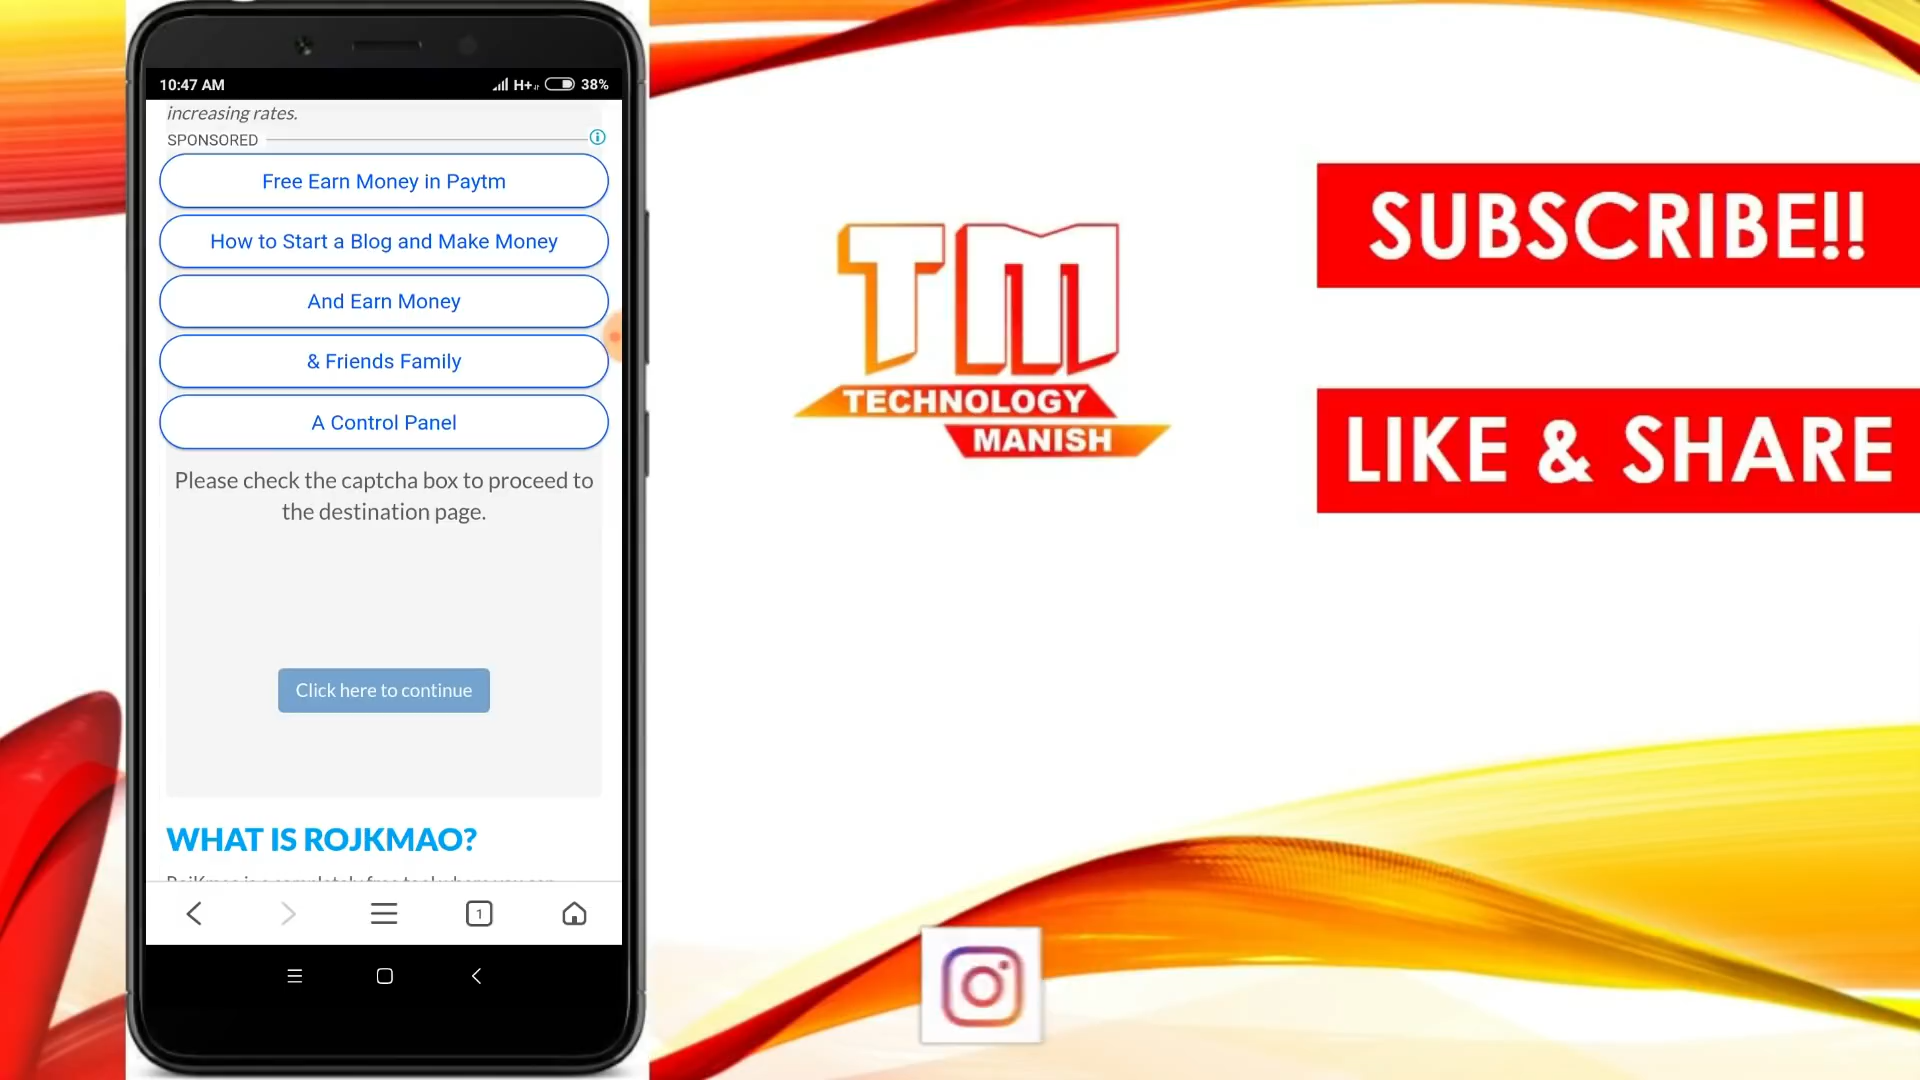 10:47 AM
H+ 38%
increasing rates.
SPONSORED
Free Earn Money in Paytm
How to Start a Blog and Make Money
And Earn Money
& Friends Family
A Control Panel
Please check the captcha box to proceed to
the destination page.
Click here to continue
WHAT IS ROJKMAO?
1
TM
TECHNOLOGY
MANISH
SUBSCRIBE!!
LIKE & SHARE